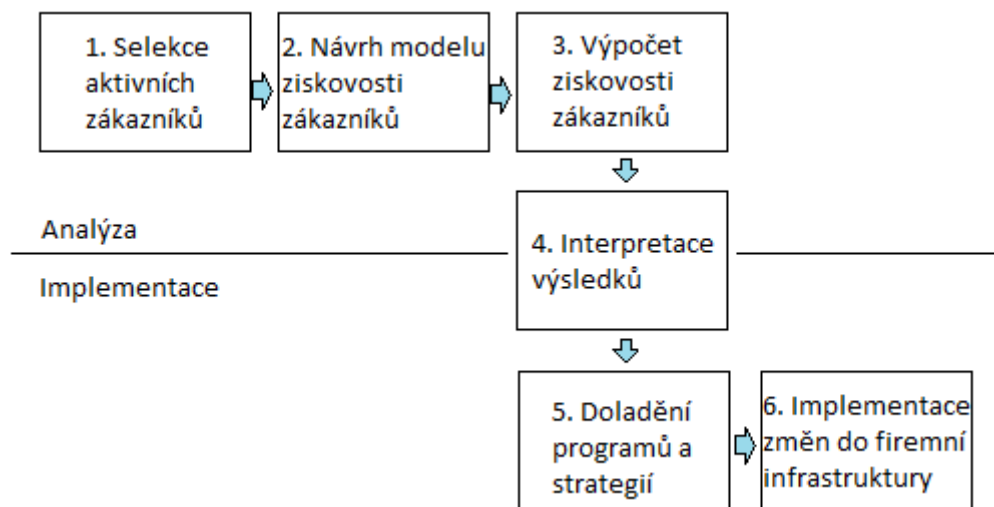 1. Selekce
aktivních
zákazníků
2. Návrh modelu
ziskovosti
zákazníků
3. Výpočet
ziskovosti
zákazníků
Analýza
4. Interpretace
výsledků
Implementace
5. Doladění
programů a
strategií
6. Implementace
změn do firemní
infrastruktury